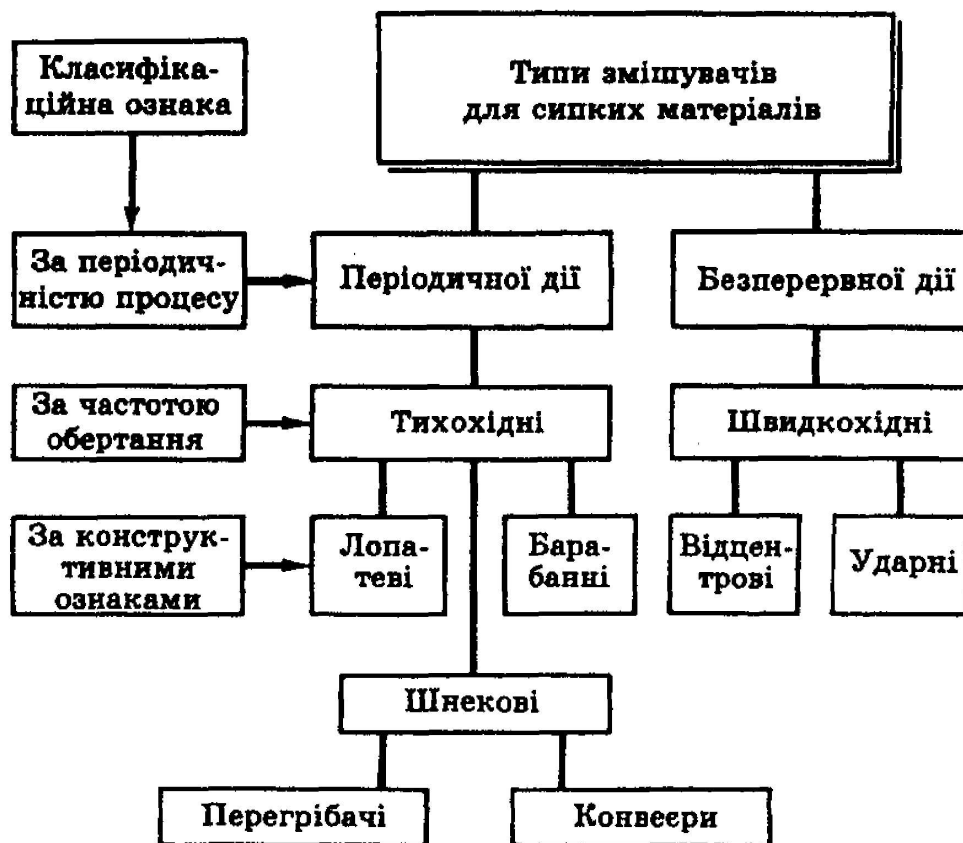 Класифіка-
ційна ознака
Типи змішувачів
для сипких матеріалів
За періодич-
ністю процесу
Періодичної дії
Безперервної дії
За частотою
обертання
Тихохідні
Швидкохідні
За конструк-
тивними
ознаками
Лопа-
теві
Бара-
банні
Відцен-
трові
Ударні
Шнекові
Перегрібачі
Конвеєри